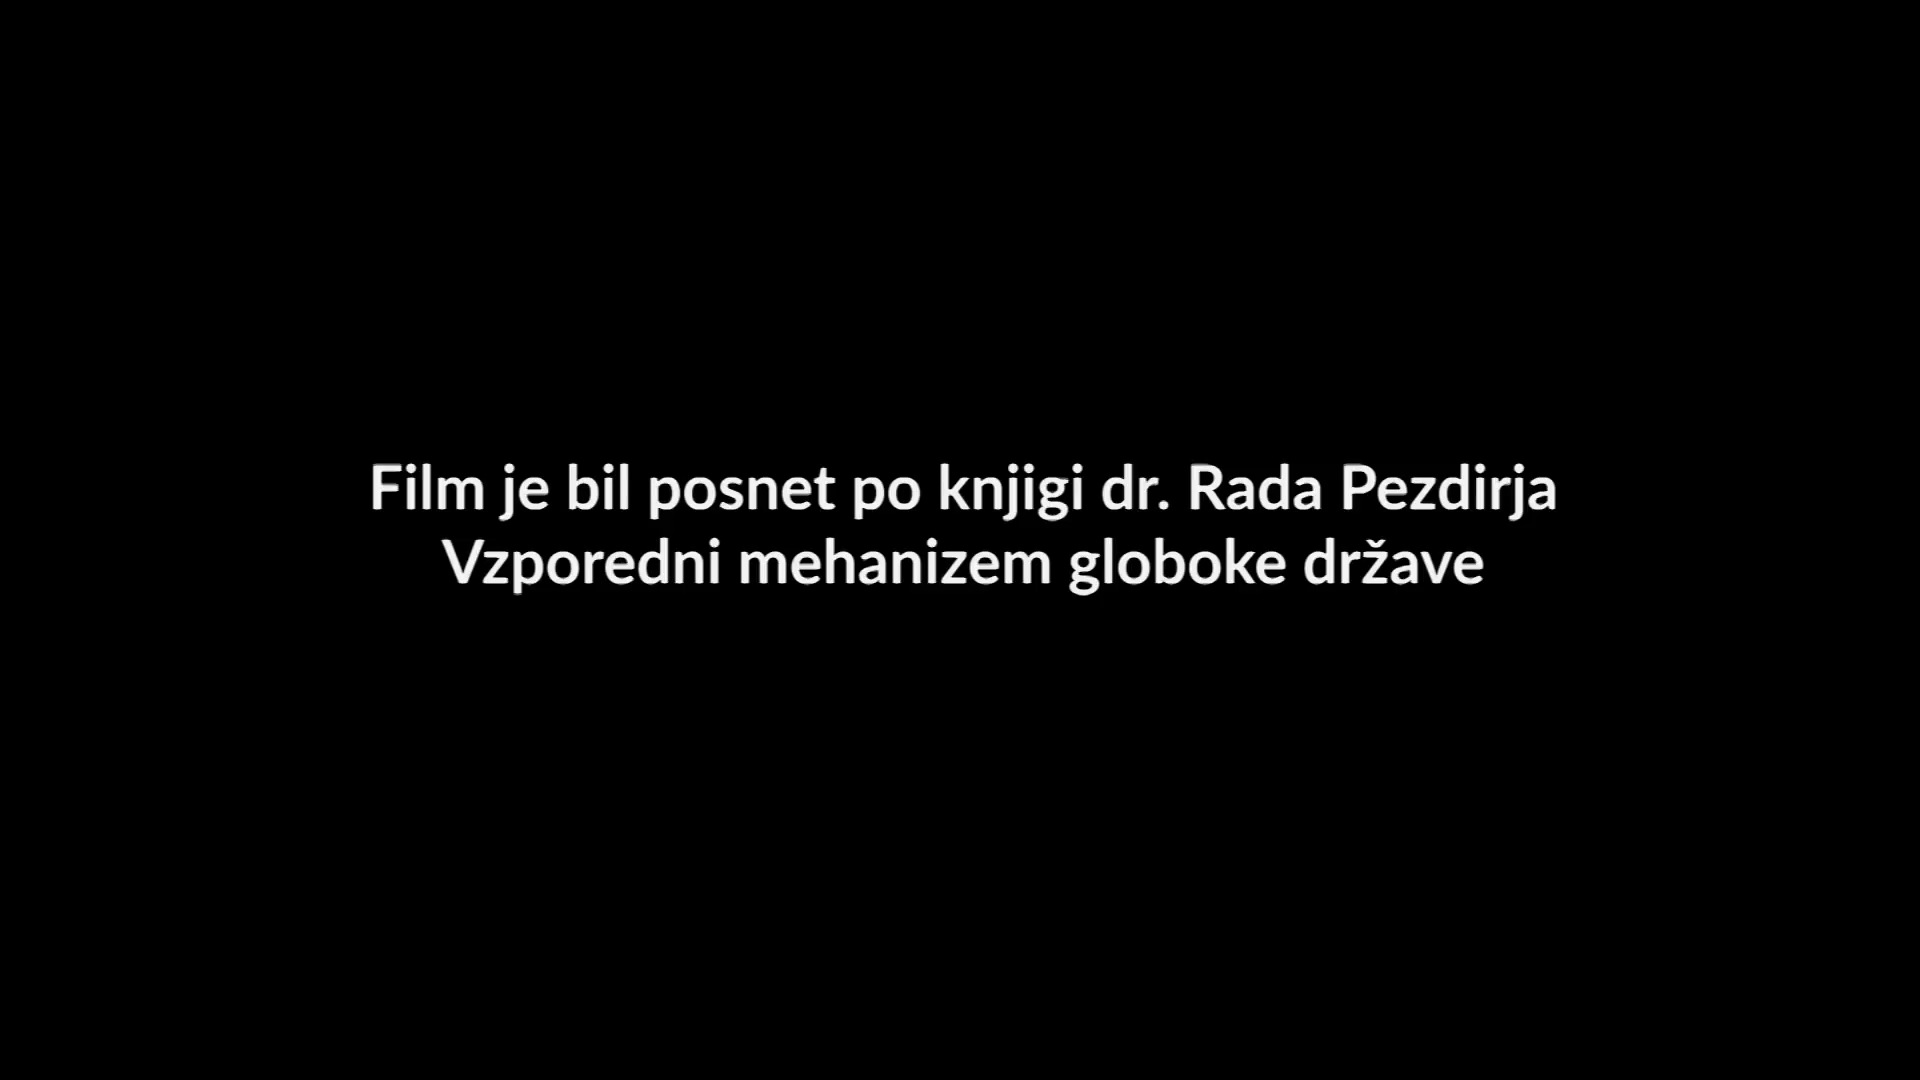 Film je bil posnet po knjigi dr. Rada Pezdirja
Vzporedni mehanizem globoke države